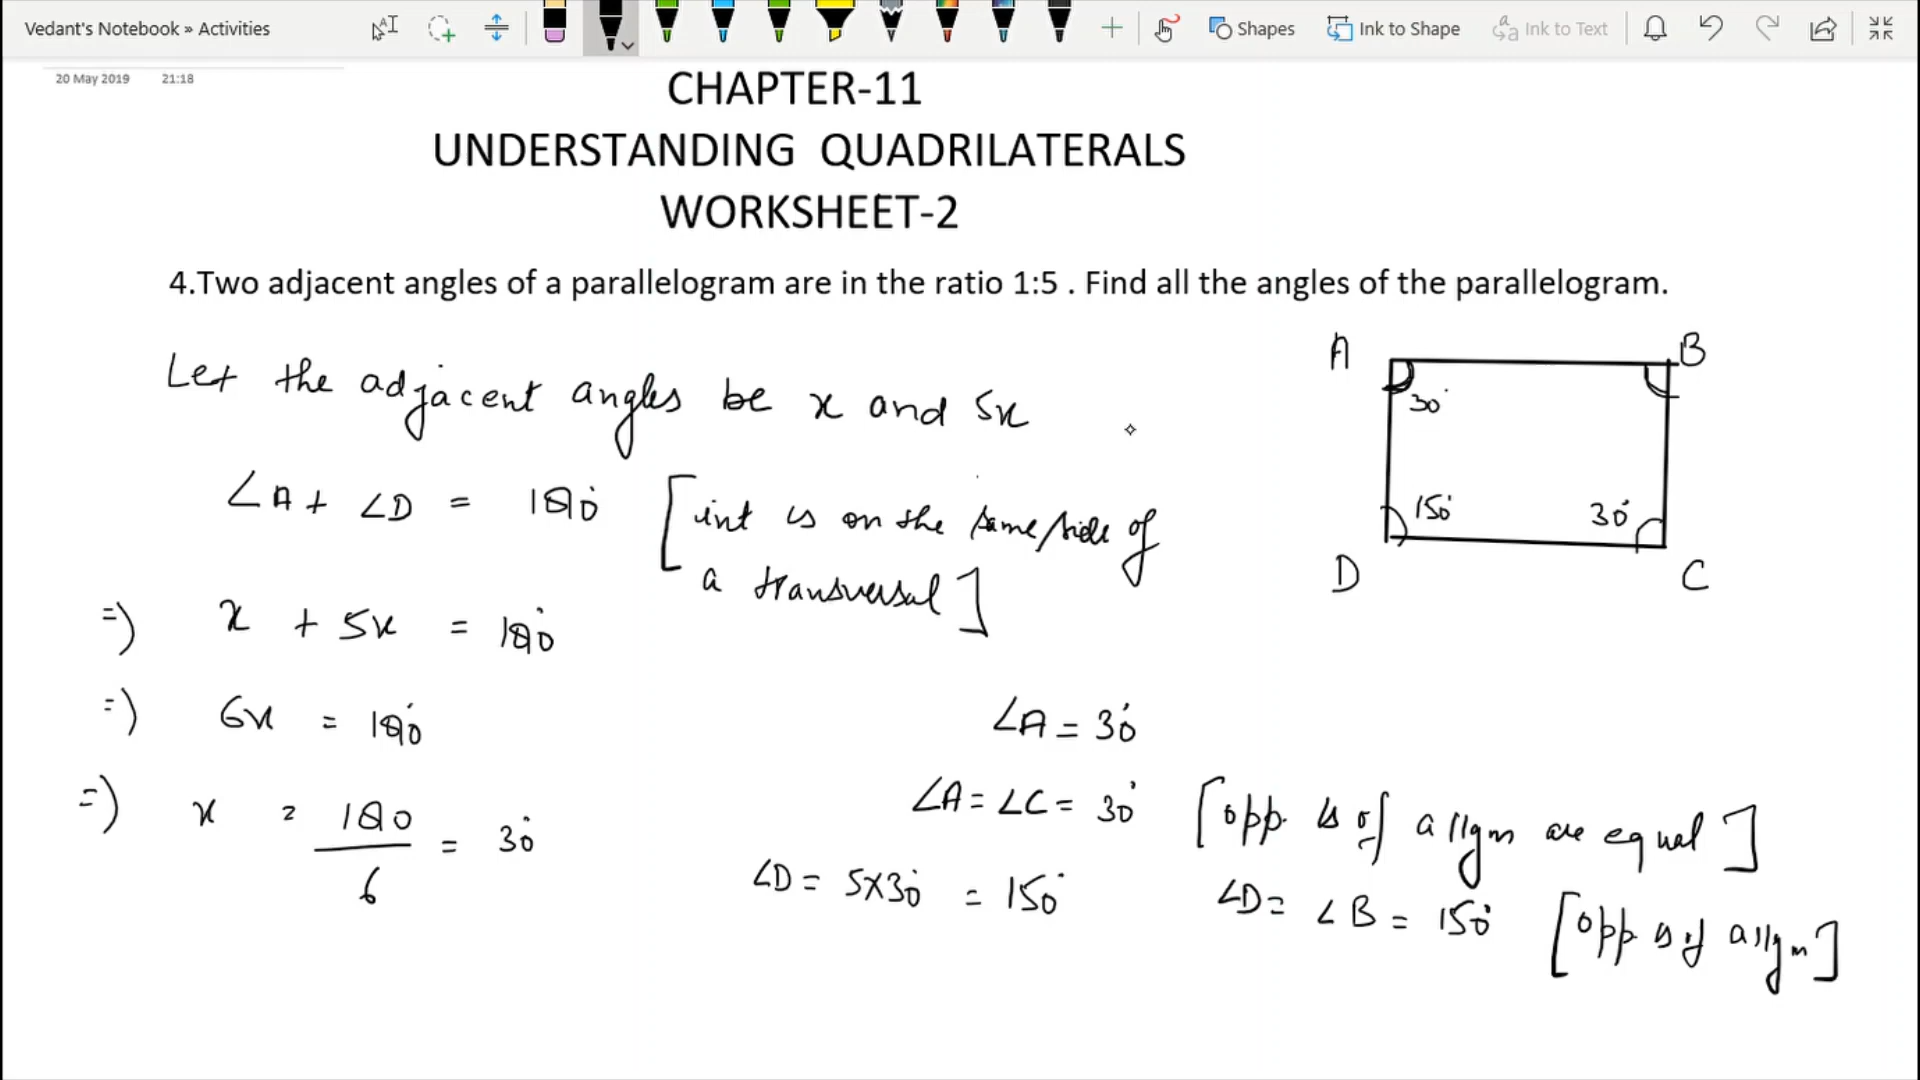 Vedant's Notebook » Activities
Shapes
Ink to Shape
Ink to Text
20 May 2019 21:18
CHAPTER-11
UNDERSTANDING QUADRILATERALS
WORKSHEET-2
4.Two adjacent angles of a parallelogram are in the ratio 1:5 . Find all the angles of the parallelogram.
Let the adjacent angles be x and 5x
A B
30°
150° 30°
D C
∠A + ∠D = 180° [int ∠s on the same side of
a transversal]
=) x + 5x = 180°
=) 6x = 180°
=) x = 180/6 = 30°
∠A = 30°
∠A = ∠C = 30° [opp ∠s of a llgm are equal]
∠D = 5x30° = 150°
∠D = ∠B = 150° [opp ∠s of a llgm]